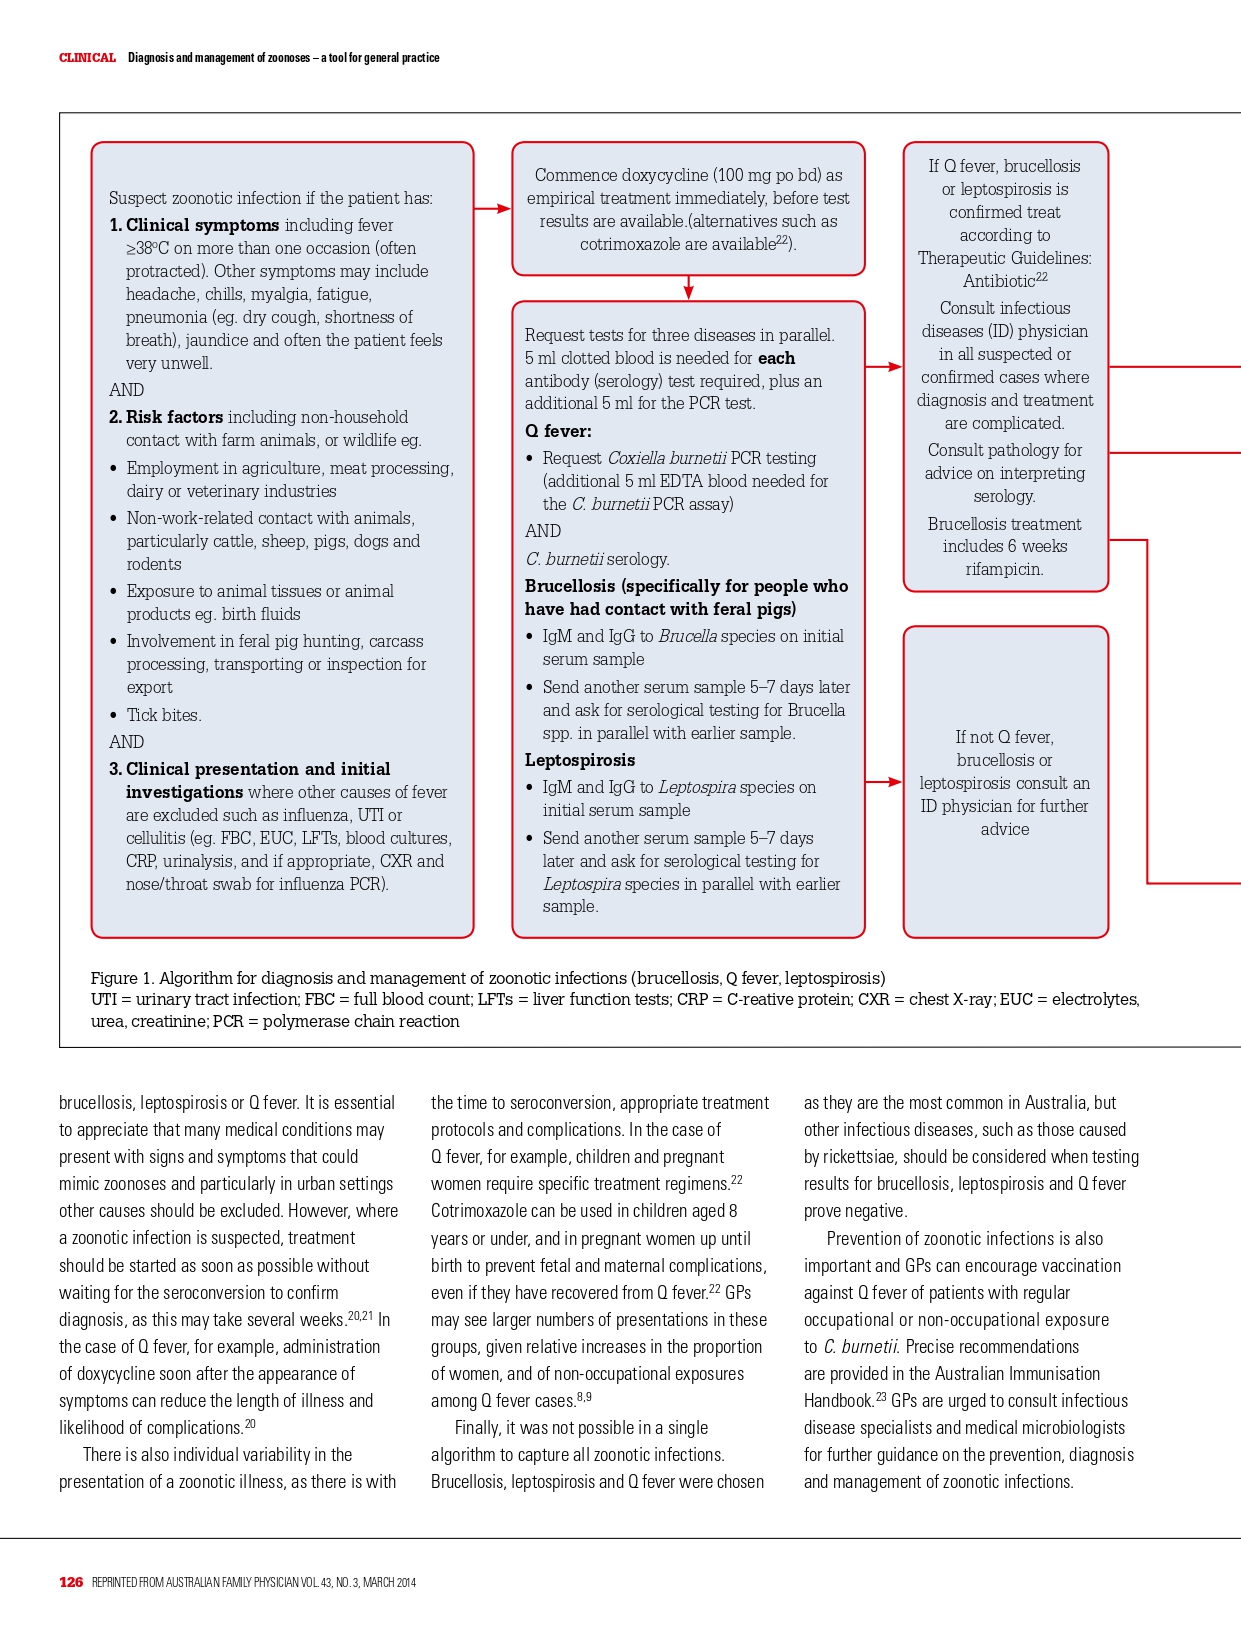 CLINICAL Diagnosis and management of zoonoses – a tool for general practice
Suspect zoonotic infection if the patient has:
1. Clinical symptoms including fever
≥38ºC on more than one occasion (often
protracted). Other symptoms may include
headache, chills, myalgia, fatigue,
pneumonia (eg. dry cough, shortness of
breath), jaundice and often the patient feels
very unwell.
AND
2. Risk factors including non-household
contact with farm animals, or wildlife eg.
• Employment in agriculture, meat processing,
dairy or veterinary industries
• Non-work-related contact with animals,
particularly cattle, sheep, pigs, dogs and
rodents
• Exposure to animal tissues or animal
products eg. birth fluids
• Involvement in feral pig hunting, carcass
processing, transporting or inspection for
export
• Tick bites.
AND
3. Clinical presentation and initial
investigations where other causes of fever
are excluded such as influenza, UTI or
cellulitis (eg. FBC, EUC, LFTs, blood cultures,
CRP, urinalysis, and if appropriate, CXR and
nose/throat swab for influenza PCR).
Commence doxycycline (100 mg po bd) as
empirical treatment immediately, before test
results are available.(alternatives such as
cotrimoxazole are available22).
Request tests for three diseases in parallel.
5 ml clotted blood is needed for each
antibody (serology) test required, plus an
additional 5 ml for the PCR test.
Q fever:
• Request Coxiella burnetii PCR testing
(additional 5 ml EDTA blood needed for
the C. burnetii PCR assay)
AND
C. burnetii serology.
Brucellosis (specifically for people who
have had contact with feral pigs)
• IgM and IgG to Brucella species on initial
serum sample
• Send another serum sample 5–7 days later
and ask for serological testing for Brucella
spp. in parallel with earlier sample.
Leptospirosis
• IgM and IgG to Leptospira species on
initial serum sample
• Send another serum sample 5–7 days
later and ask for serological testing for
Leptospira species in parallel with earlier
sample.
If Q fever, brucellosis
or leptospirosis is
confirmed treat
according to
Therapeutic Guidelines:
Antibiotic22
Consult infectious
diseases (ID) physician
in all suspected or
confirmed cases where
diagnosis and treatment
are complicated.
Consult pathology for
advice on interpreting
serology.
Brucellosis treatment
includes 6 weeks
rifampicin.
If not Q fever,
brucellosis or
leptospirosis consult an
ID physician for further
advice
Figure 1. Algorithm for diagnosis and management of zoonotic infections (brucellosis, Q fever, leptospirosis)
UTI = urinary tract infection; FBC = full blood count; LFTs = liver function tests; CRP = C-reative protein; CXR = chest X-ray; EUC = electrolytes,
urea, creatinine; PCR = polymerase chain reaction
brucellosis, leptospirosis or Q fever. It is essential
to appreciate that many medical conditions may
present with signs and symptoms that could
mimic zoonoses and particularly in urban settings
other causes should be excluded. However, where
a zoonotic infection is suspected, treatment
should be started as soon as possible without
waiting for the seroconversion to confirm
diagnosis, as this may take several weeks.20,21 In
the case of Q fever, for example, administration
of doxycycline soon after the appearance of
symptoms can reduce the length of illness and
likelihood of complications.20
There is also individual variability in the
presentation of a zoonotic illness, as there is with
the time to seroconversion, appropriate treatment
protocols and complications. In the case of
Q fever, for example, children and pregnant
women require specific treatment regimens.22
Cotrimoxazole can be used in children aged 8
years or under, and in pregnant women up until
birth to prevent fetal and maternal complications,
even if they have recovered from Q fever.22 GPs
may see larger numbers of presentations in these
groups, given relative increases in the proportion
of women, and of non-occupational exposures
among Q fever cases.8,9
Finally, it was not possible in a single
algorithm to capture all zoonotic infections.
Brucellosis, leptospirosis and Q fever were chosen
as they are the most common in Australia, but
other infectious diseases, such as those caused
by rickettsiae, should be considered when testing
results for brucellosis, leptospirosis and Q fever
prove negative.
Prevention of zoonotic infections is also
important and GPs can encourage vaccination
against Q fever of patients with regular
occupational or non-occupational exposure
to C. burnetii. Precise recommendations
are provided in the Australian Immunisation
Handbook.23 GPs are urged to consult infectious
disease specialists and medical microbiologists
for further guidance on the prevention, diagnosis
and management of zoonotic infections.
126 REPRINTED FROM AUSTRALIAN FAMILY PHYSICIAN VOL. 43, NO. 3, MARCH 2014